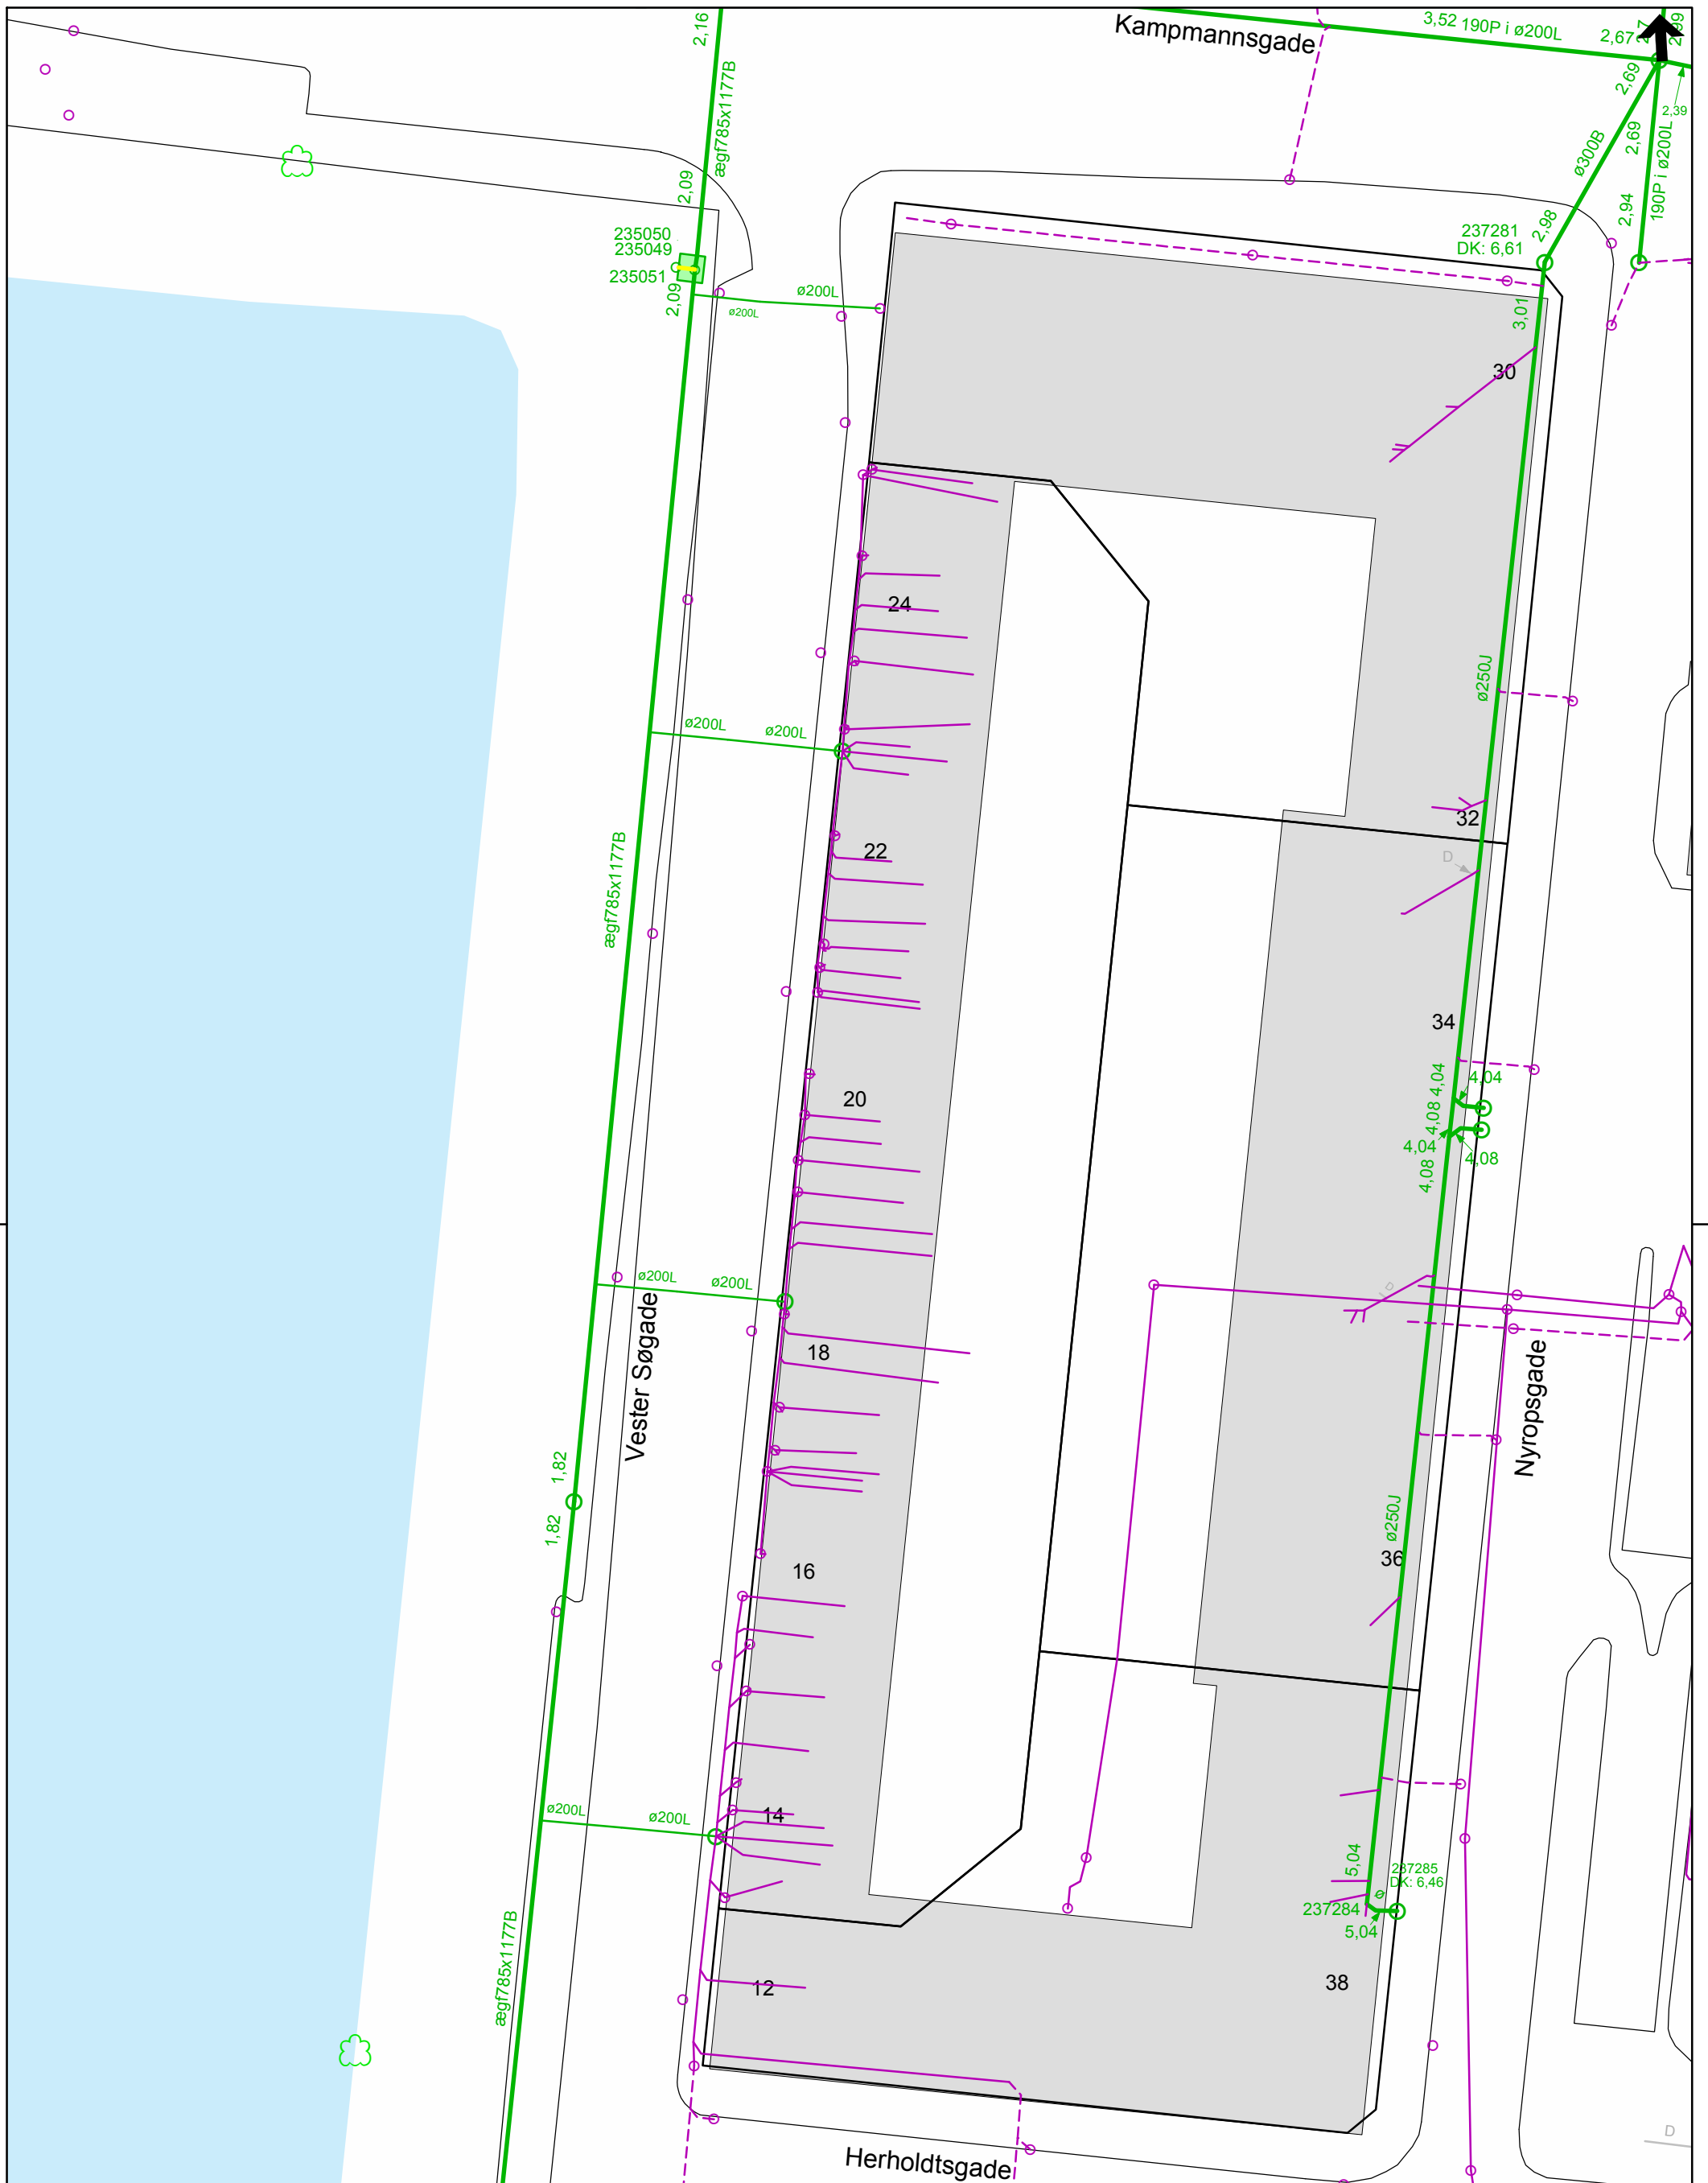 2,16
Kampmannsgade
3,52 190P i ø200L
2,67
2,69
2,39
ægf785x1177B
2,69
ø300B
190P i ø200L
2,09
2,94
2,98
235050
235049
235051
237281
DK: 6,61
2,09
ø200L
ø200L
3,01
30
24
ø250J
ø200L
ø200L
32
22
D
ægf785x1177B
34
20
4,08 4,04
4,04
4,04
4,08
4,08
ø200L
ø200L
D
18
Vester Søgade
Nyropsgade
1,82
1,82
ø250J
36
16
ø200L
ø200L
14
5,04
237285
DK: 6,46
ø
237284
5,04
ægf785x1177B
12
38
D
Herholdtsgade